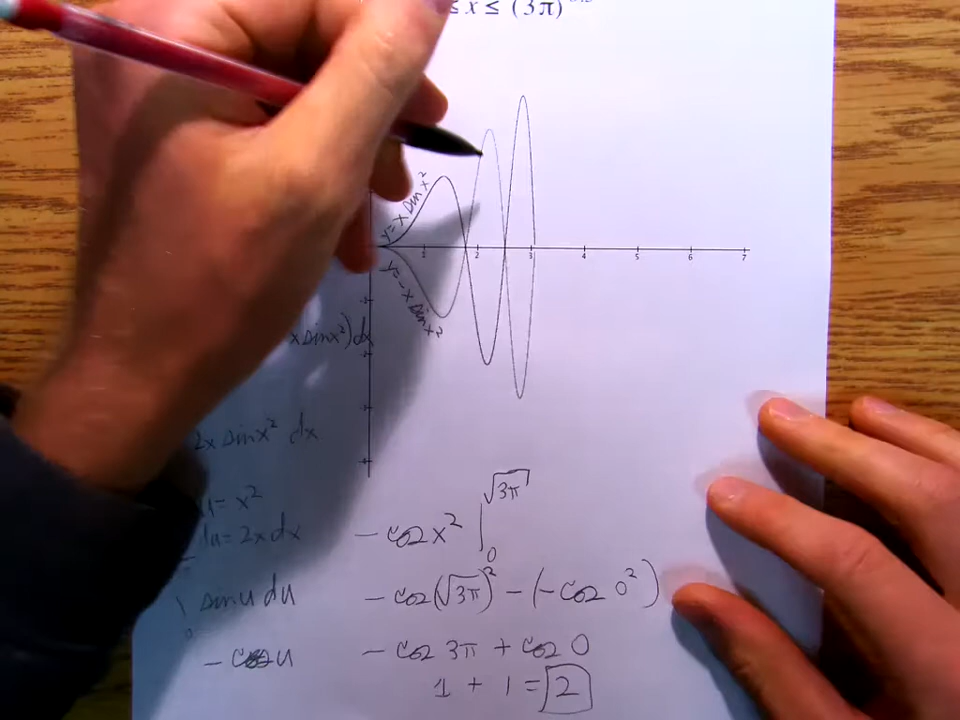 ≤ x ≤ (3π)
y = x sin x²
1 2 4 5 6 7
y = -x sin x²
x sin x²) dx
2x sin x² dx
u = x²
du = 2x dx
- cos x² | √3π 0
sin u du
- cos (√3π)² - (- cos 0²)
- cos u
- cos 3π + cos 0
1 + 1 = 2